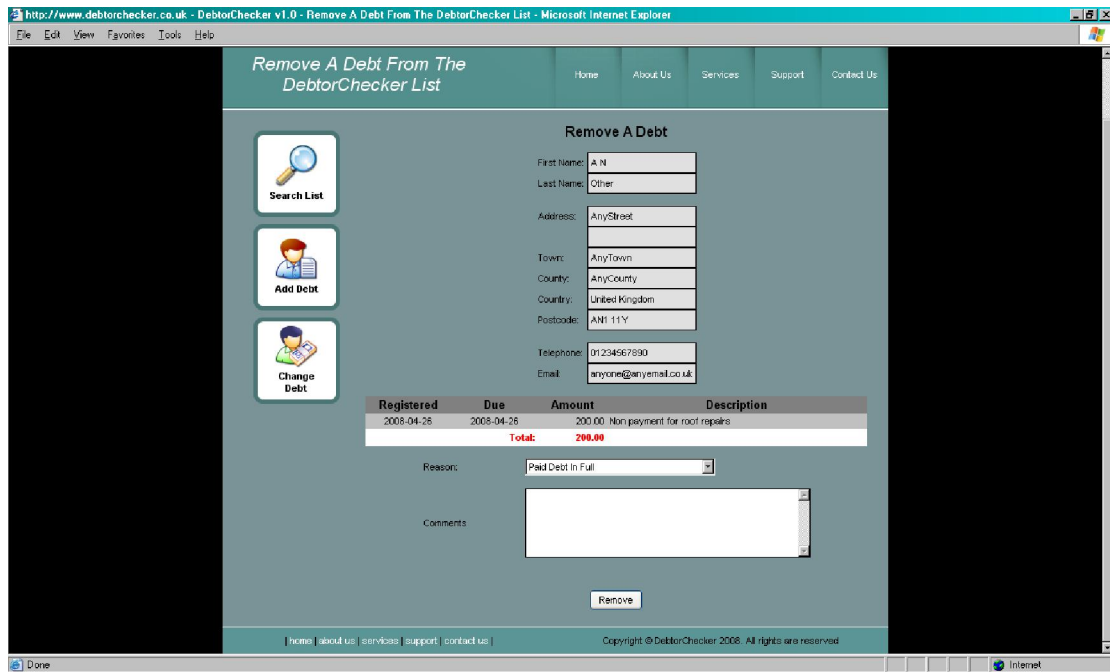 http://www.debtorchecker.co.uk - DebtorChecker v1.0 - Remove A Debt From The DebtorChecker List - Microsoft Internet Explorer
File Edit View Favorites Tools Help
Remove A Debt From The
DebtorChecker List
Home About Us Services Support Contact Us
Remove A Debt
First Name: A N
Last Name: Other
Address: AnyStreet
Town: AnyTown
County: AnyCounty
Country: United Kingdom
Postcode: AN1 11Y
Telephone: 01234567890
Email: anyone@anyemail.co.uk
Search List
Add Debt
Change
Debt
Registered Due Amount Description
2008-04-26 2008-04-26 200.00 Non payment for roof repairs
Total: 200.00
Reason: Paid Debt In Full
Comments
Remove
| home | about us | services | support | contact us |
Copyright © DebtorChecker 2008. All rights are reserved
Done Internet